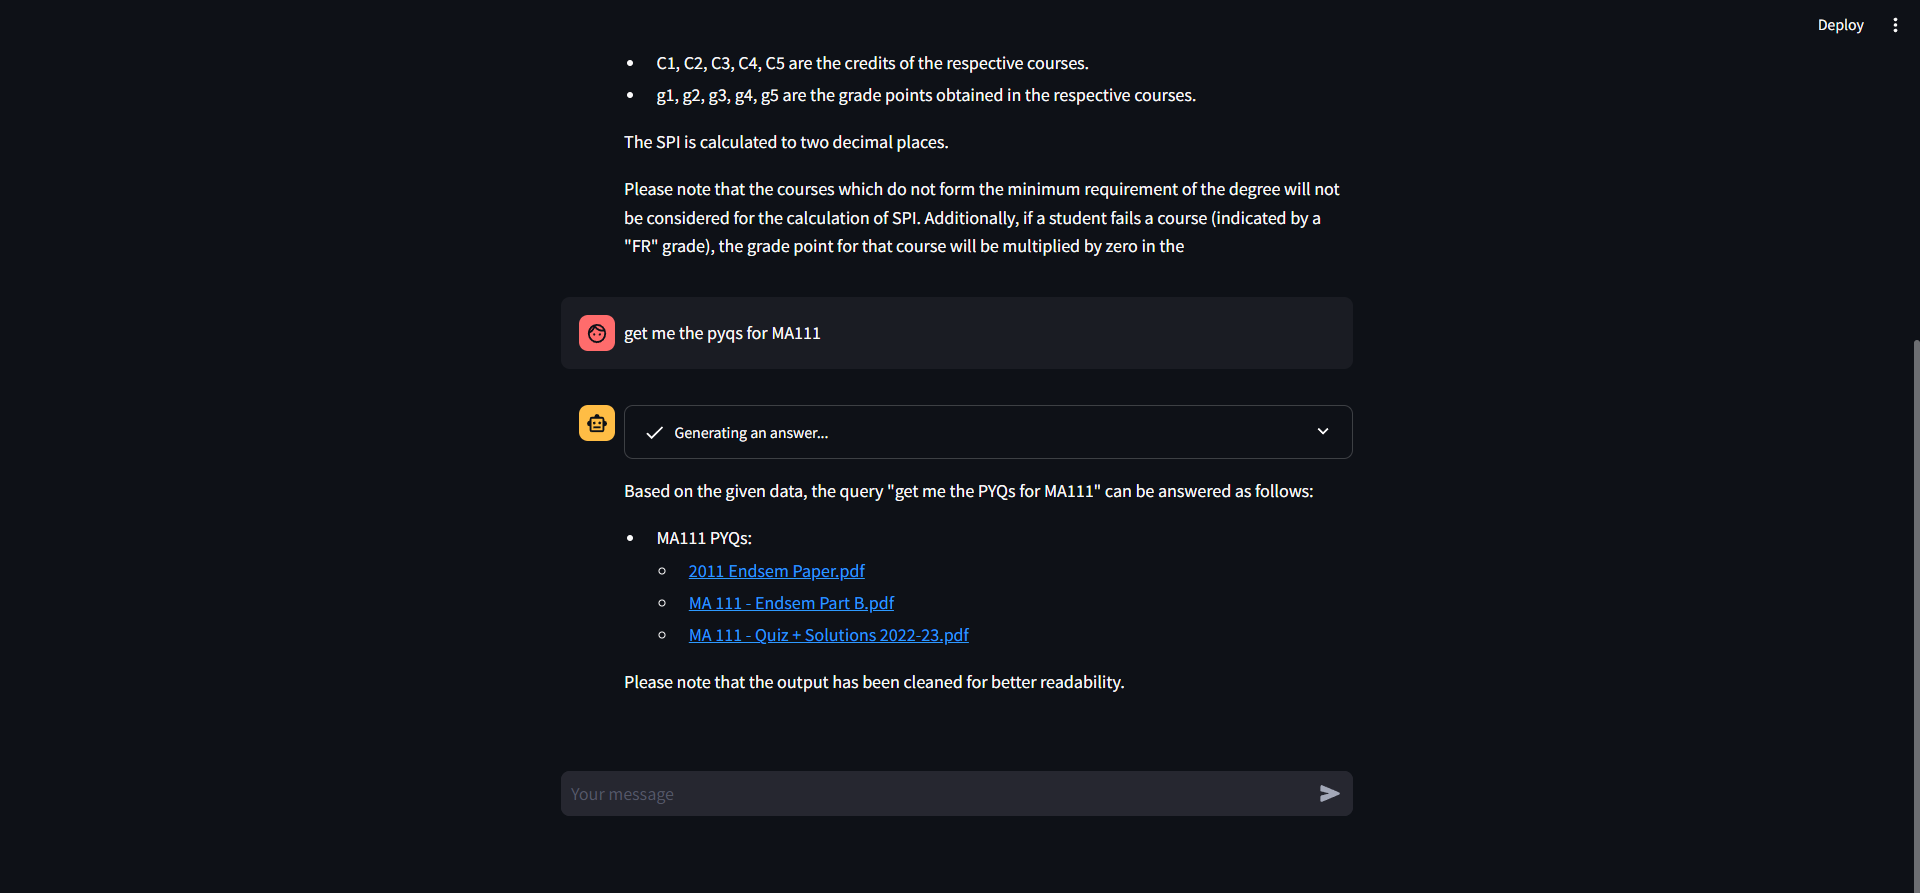 Deploy
• C1, C2, C3, C4, C5 are the credits of the respective courses.
• g1, g2, g3, g4, g5 are the grade points obtained in the respective courses.
The SPI is calculated to two decimal places.
Please note that the courses which do not form the minimum requirement of the degree will not
be considered for the calculation of SPI. Additionally, if a student fails a course (indicated by a
"FR" grade), the grade point for that course will be multiplied by zero in the
get me the pyqs for MA111
Generating an answer...
Based on the given data, the query "get me the PYQs for MA111" can be answered as follows:
• MA111 PYQs:
◦ 2011 Endsem Paper.pdf
◦ MA 111 - Endsem Part B.pdf
◦ MA 111 - Quiz + Solutions 2022-23.pdf
Please note that the output has been cleaned for better readability.
Your message